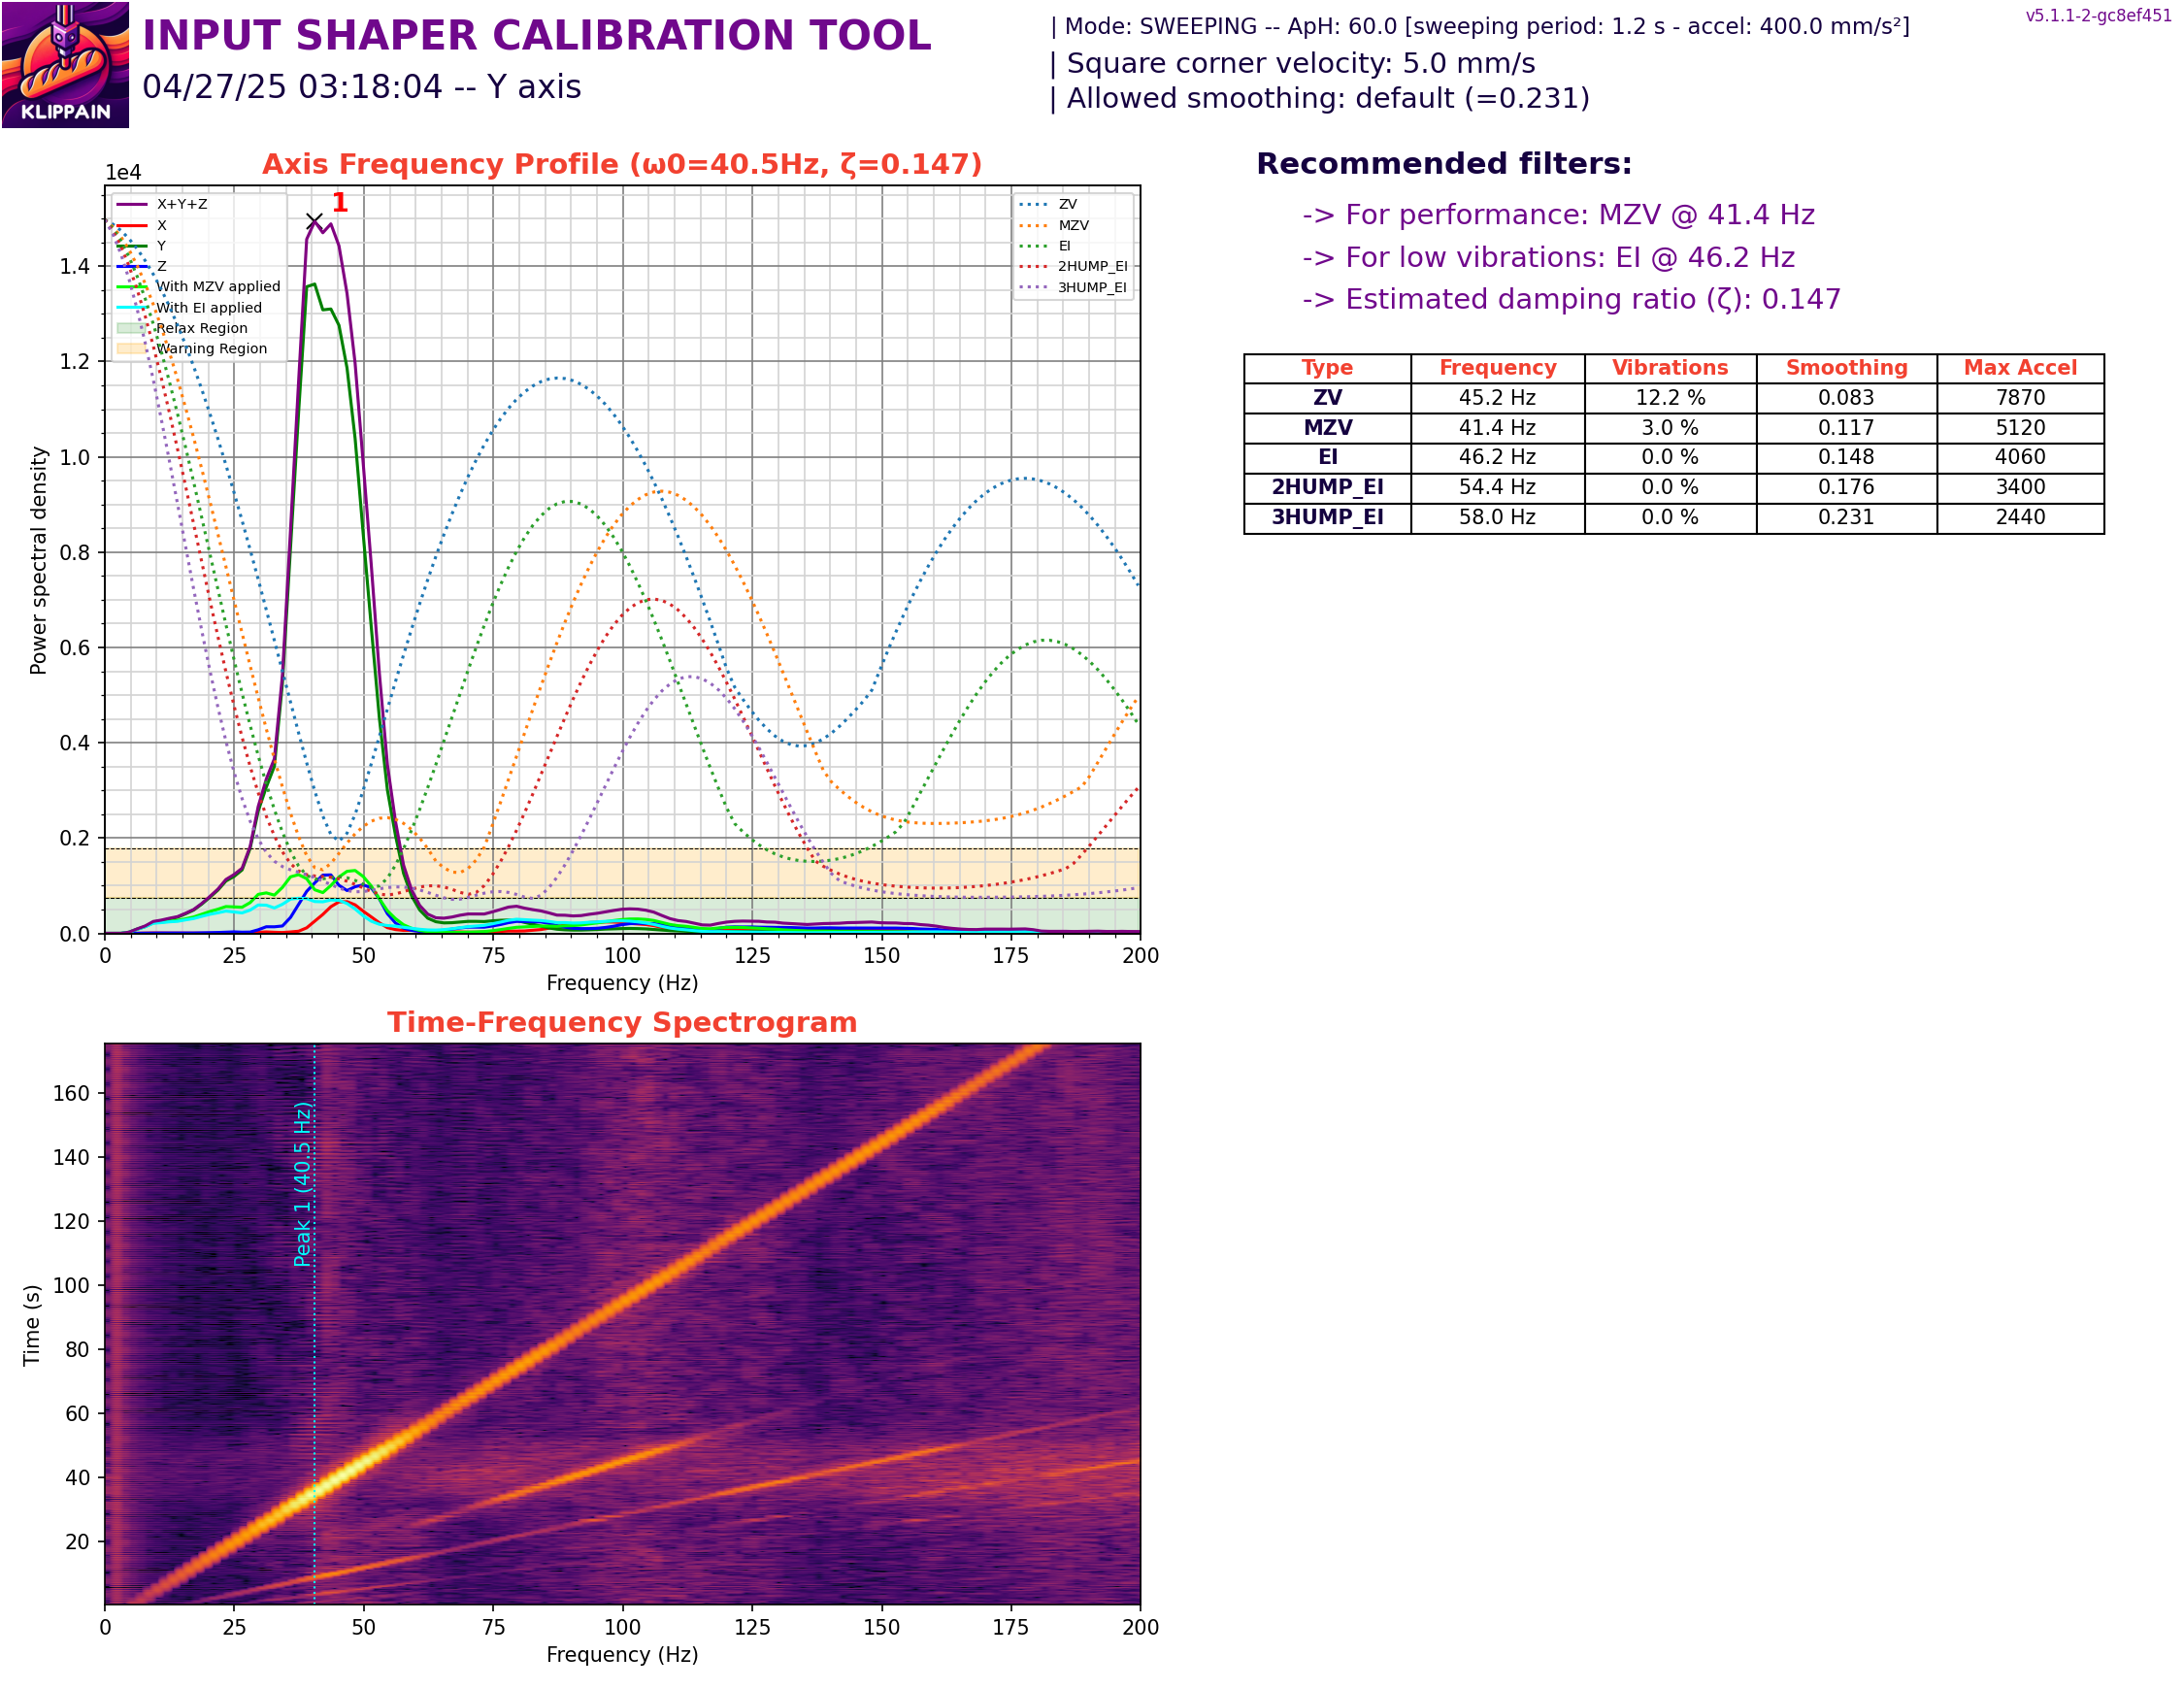 KLIPPAIN
INPUT SHAPER CALIBRATION TOOL
04/27/25 03:18:04 -- Y axis
| Mode: SWEEPING -- ApH: 60.0 [sweeping period: 1.2 s - accel: 400.0 mm/s²]
| Square corner velocity: 5.0 mm/s
| Allowed smoothing: default (=0.231)
v5.1.1-2-gc8ef451
Axis Frequency Profile (ω0=40.5Hz, ζ=0.147)
1e4
1
X+Y+Z
X
Y
Z
With MZV applied
With EI applied
Relax Region
Warning Region
ZV
MZV
EI
2HUMP_EI
3HUMP_EI
Power spectral density
1.4
1.2
1.0
0.8
0.6
0.4
0.2
0.0
0 25 50 75 100 125 150 175 200
Frequency (Hz)
Recommended filters:
-> For performance: MZV @ 41.4 Hz
-> For low vibrations: EI @ 46.2 Hz
-> Estimated damping ratio (ζ): 0.147
Type Frequency Vibrations Smoothing Max Accel
ZV 45.2 Hz 12.2 % 0.083 7870
MZV 41.4 Hz 3.0 % 0.117 5120
EI 46.2 Hz 0.0 % 0.148 4060
2HUMP_EI 54.4 Hz 0.0 % 0.176 3400
3HUMP_EI 58.0 Hz 0.0 % 0.231 2440
Time-Frequency Spectrogram
Time (s)
160
140
120
100
80
60
40
20
Peak 1 (40.5 Hz)
0 25 50 75 100 125 150 175 200
Frequency (Hz)